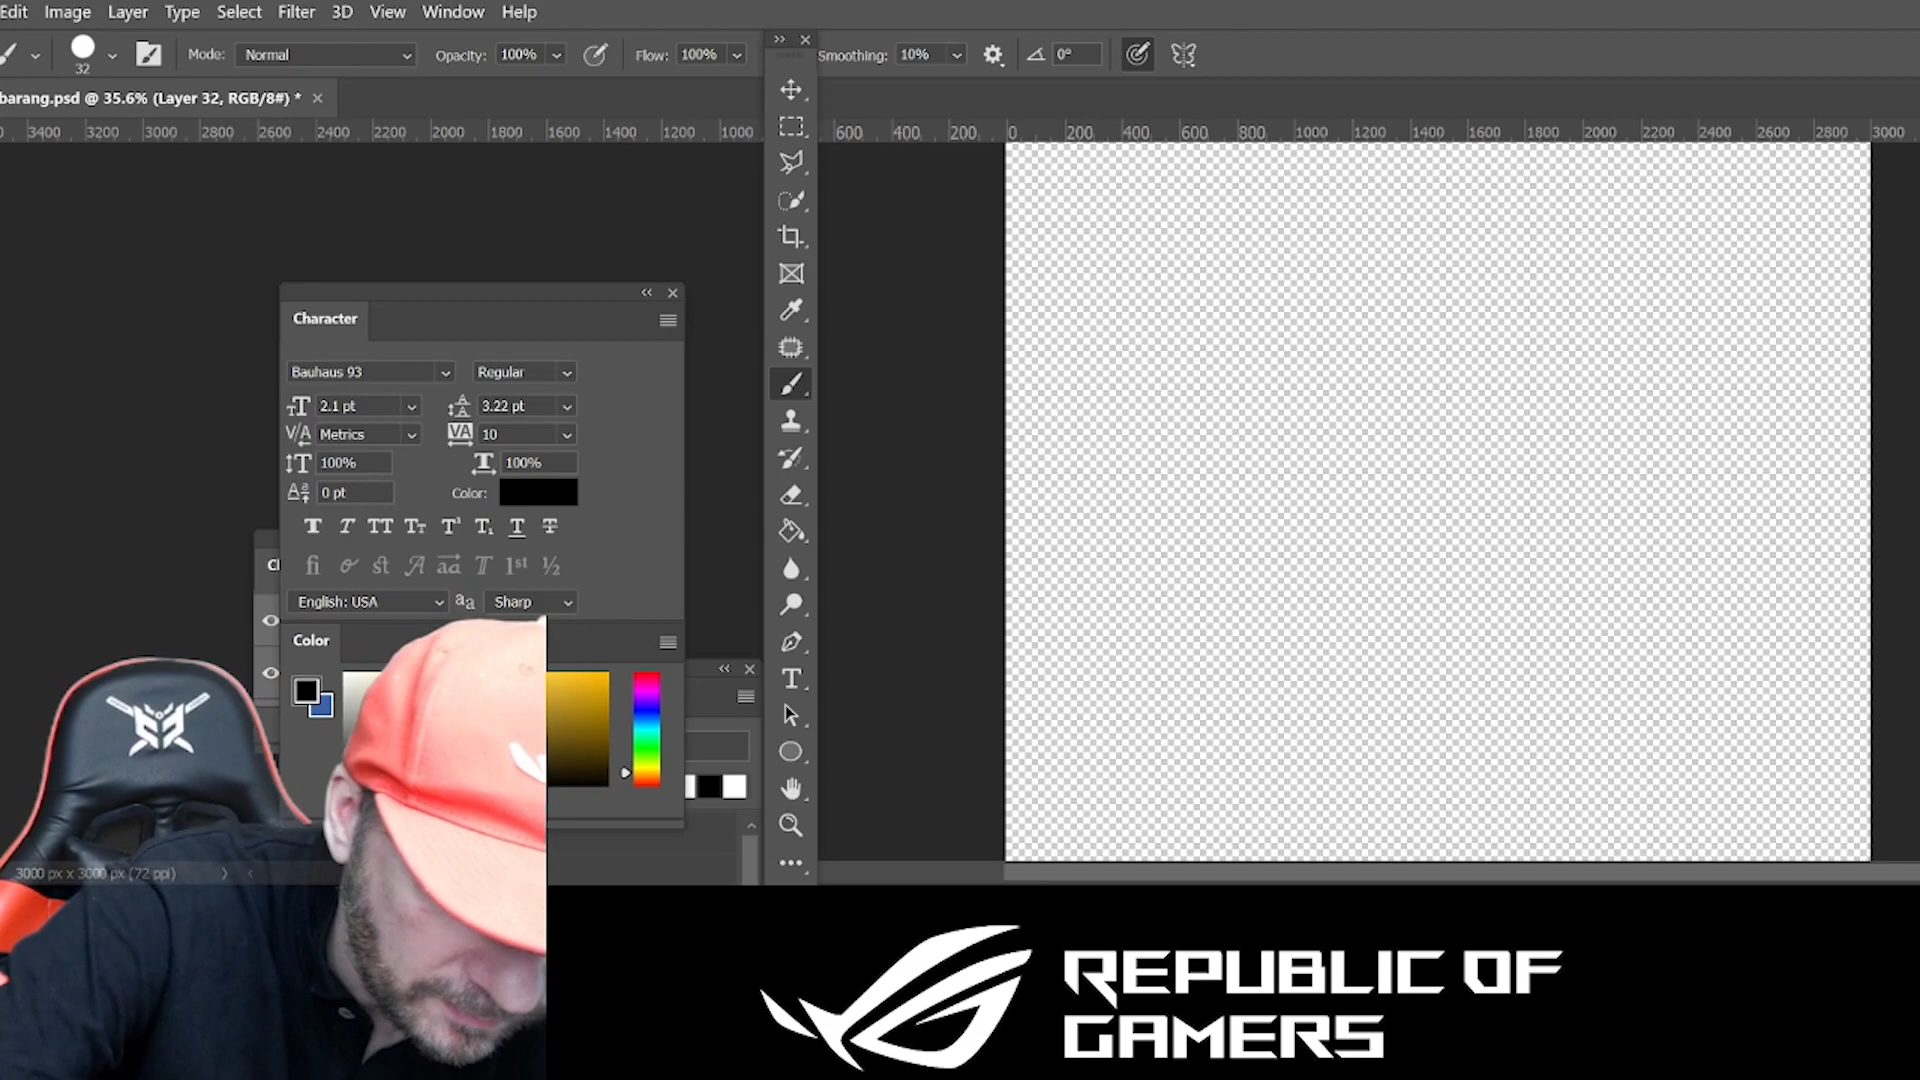 Edit Image Layer Type Select Filter 3D View Window Help
32 Mode: Normal Opacity: 100% Flow: 100% Smoothing: 10% 0°
barang.psd @ 35.6% (Layer 32, RGB/8#) *
3400 3200 3000 2800 2600 2400 2200 2000 1800 1600 1400 1200 1000 600 400 200 0 200 400 600 800 1000 1200 1400 1600 1800 2000 2200 2400 2600 2800 3000
Character
Bauhaus 93 Regular
2.1 pt 3.22 pt
Metrics 10
100% 100%
0 pt Color:
English: USA Sharp
Color
3000 px x 3000 px (72 ppi)
REPUBLIC OF
GAMERS